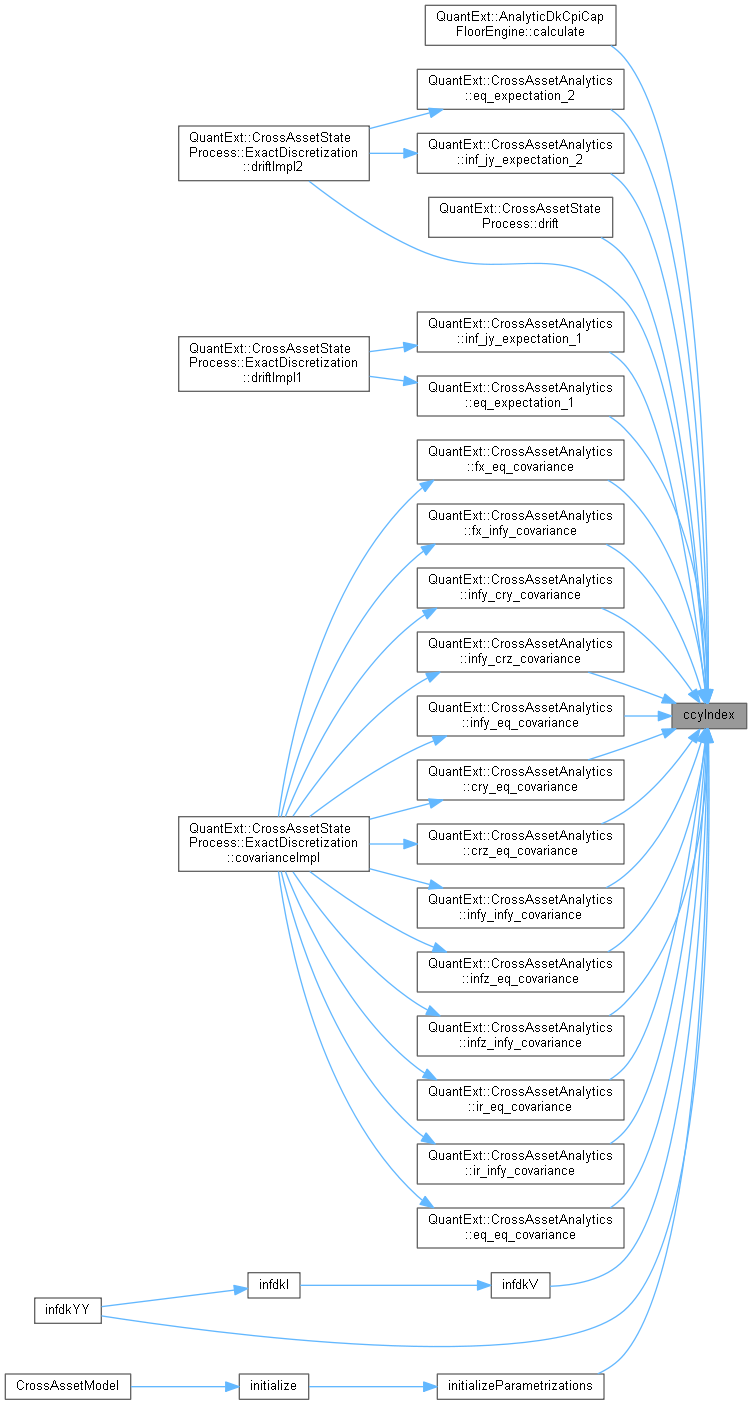 QuantExt::AnalyticDkCpiCap
FloorEngine::calculate
QuantExt::CrossAssetAnalytics
::eq_expectation_2
QuantExt::CrossAssetState
Process::ExactDiscretization
::driftImpl2
QuantExt::CrossAssetAnalytics
::inf_jy_expectation_2
QuantExt::CrossAssetState
Process::drift
QuantExt::CrossAssetAnalytics
::inf_jy_expectation_1
QuantExt::CrossAssetState
Process::ExactDiscretization
::driftImpl1
QuantExt::CrossAssetAnalytics
::eq_expectation_1
QuantExt::CrossAssetAnalytics
::fx_eq_covariance
QuantExt::CrossAssetAnalytics
::fx_infy_covariance
QuantExt::CrossAssetAnalytics
::infy_cry_covariance
QuantExt::CrossAssetAnalytics
::infy_crz_covariance
QuantExt::CrossAssetAnalytics
::infy_eq_covariance
ccyIndex
QuantExt::CrossAssetAnalytics
::cry_eq_covariance
QuantExt::CrossAssetState
Process::ExactDiscretization
::covarianceImpl
QuantExt::CrossAssetAnalytics
::crz_eq_covariance
QuantExt::CrossAssetAnalytics
::infy_infy_covariance
QuantExt::CrossAssetAnalytics
::infz_eq_covariance
QuantExt::CrossAssetAnalytics
::infz_infy_covariance
QuantExt::CrossAssetAnalytics
::ir_eq_covariance
QuantExt::CrossAssetAnalytics
::ir_infy_covariance
QuantExt::CrossAssetAnalytics
::eq_eq_covariance
infdkYY
infdkI
infdkV
CrossAssetModel
initialize
initializeParametrizations